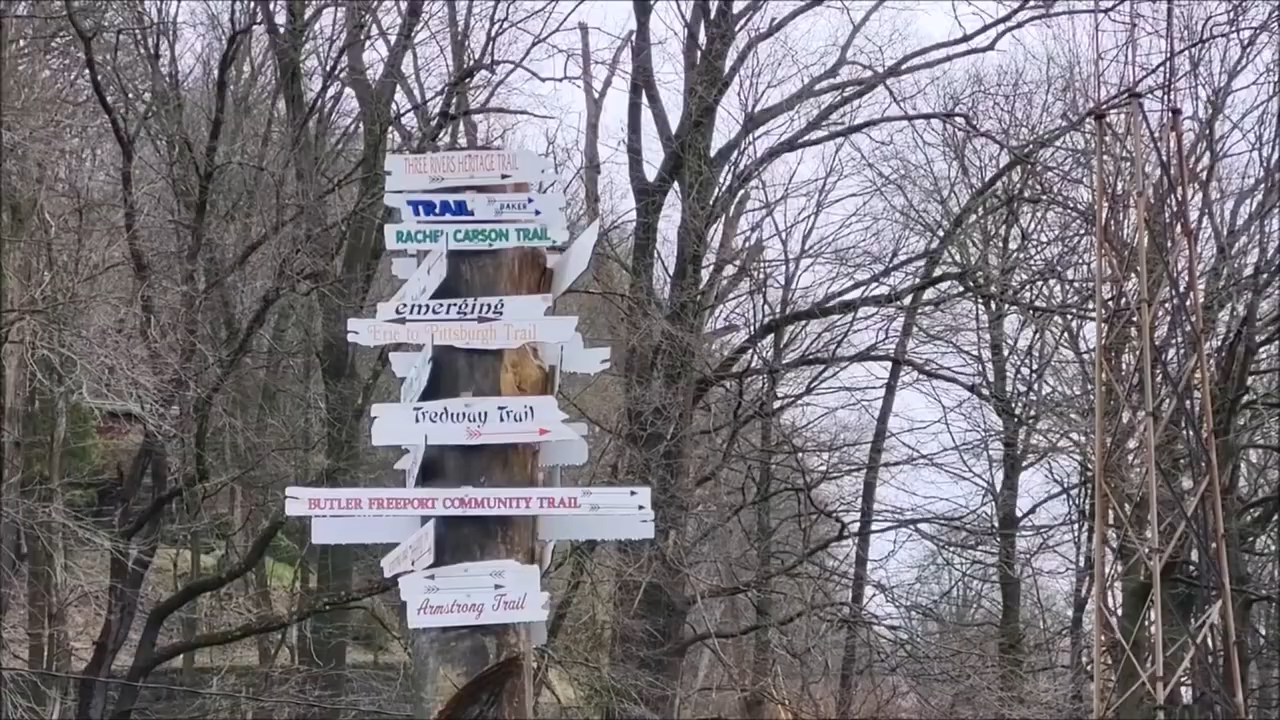 THREE RIVERS HERITAGE TRAIL
BAKER
TRAIL
RACHEL CARSON TRAIL
emerging
Erie to Pittsburgh Trail
Tredway Trail
BUTLER FREEPORT COMMUNITY TRAIL
Armstrong Trail